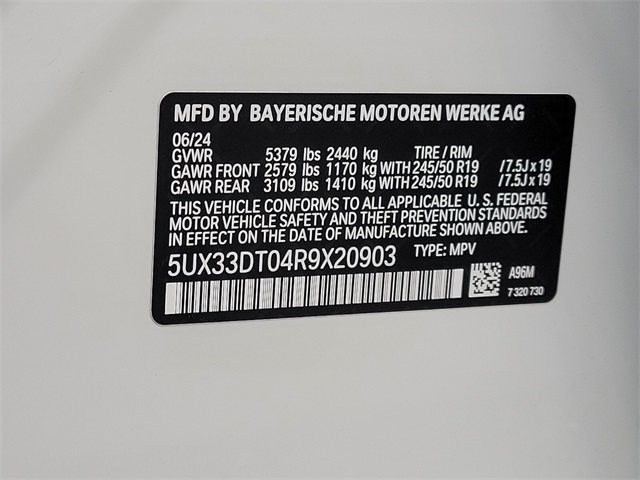 MFD BY BAYERISCHE MOTOREN WERKE AG
06/24
GVWR 5379 lbs 2440 kg TIRE / RIM
GAWR FRONT 2579 lbs 1170 kg WITH 245/50 R19 / 7.5J x 19
GAWR REAR 3109 lbs 1410 kg WITH 245/50 R19 / 7.5J x 19
THIS VEHICLE CONFORMS TO ALL APPLICABLE U. S. FEDERAL
MOTOR VEHICLE SAFETY AND THEFT PREVENTION STANDARDS
IN EFFECT ON THE DATE OF MANUFACTURE SHOWN ABOVE.
5UX33DT04R9X20903 TYPE: MPV
A96M
7 320 730